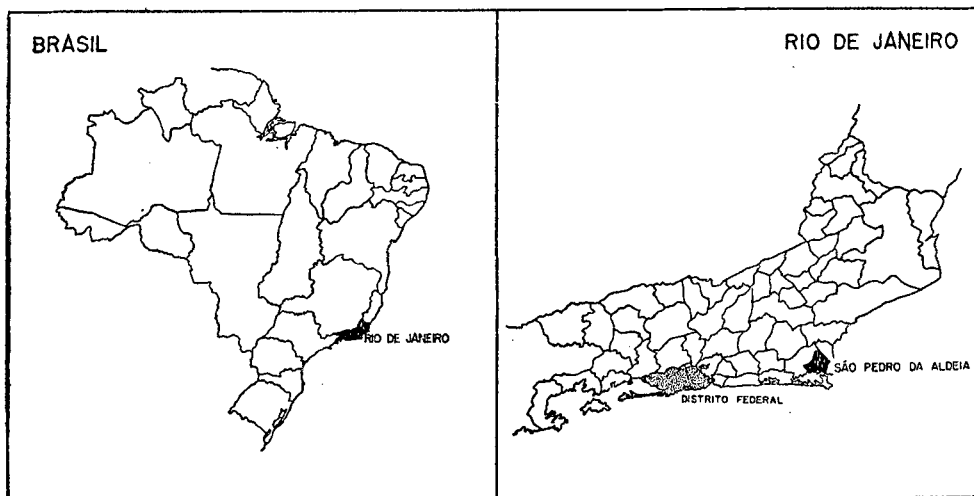 BRASIL
RIO DE JANEIRO
RIO DE JANEIRO
SÃO PEDRO DA ALDEIA
DISTRITO FEDERAL